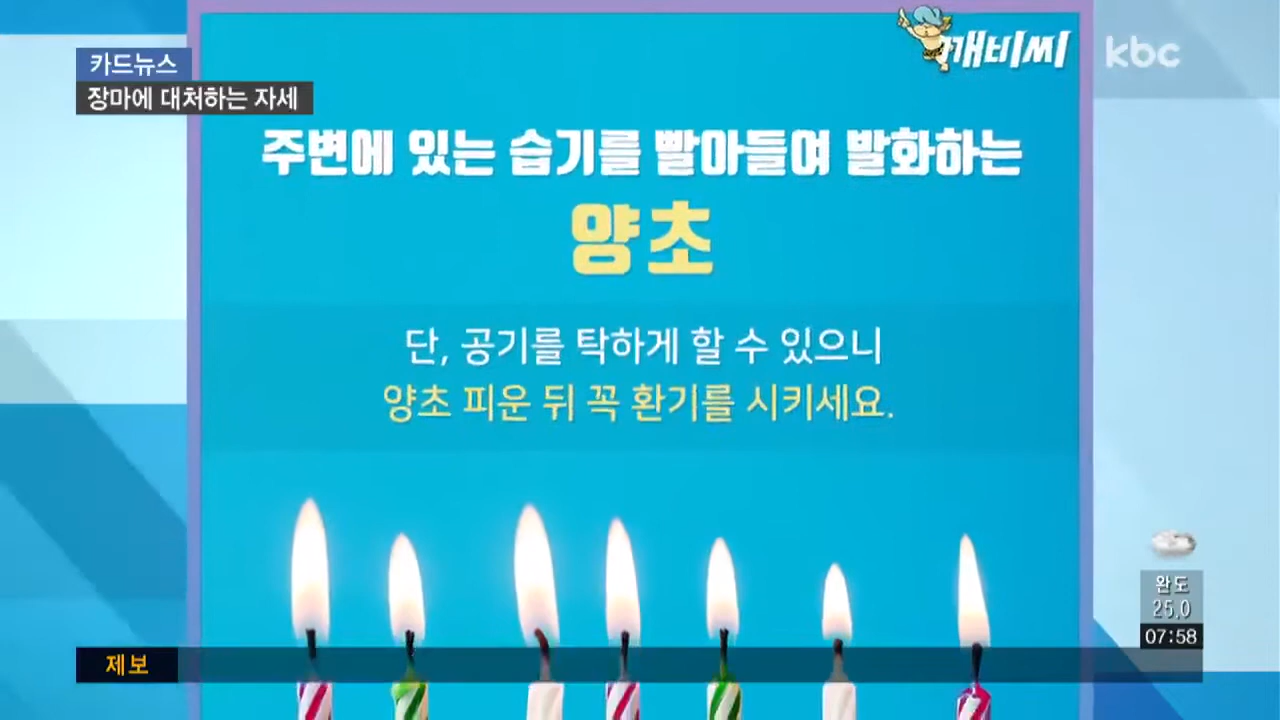 깨비씨
kbc
카드뉴스
장마에 대처하는 자세
주변에 있는 습기를 빨아들여 발화하는
양초
단, 공기를 탁하게 할 수 있으니
양초 피운 뒤 꼭 환기를 시키세요.
완도
25.0
07:58
제보